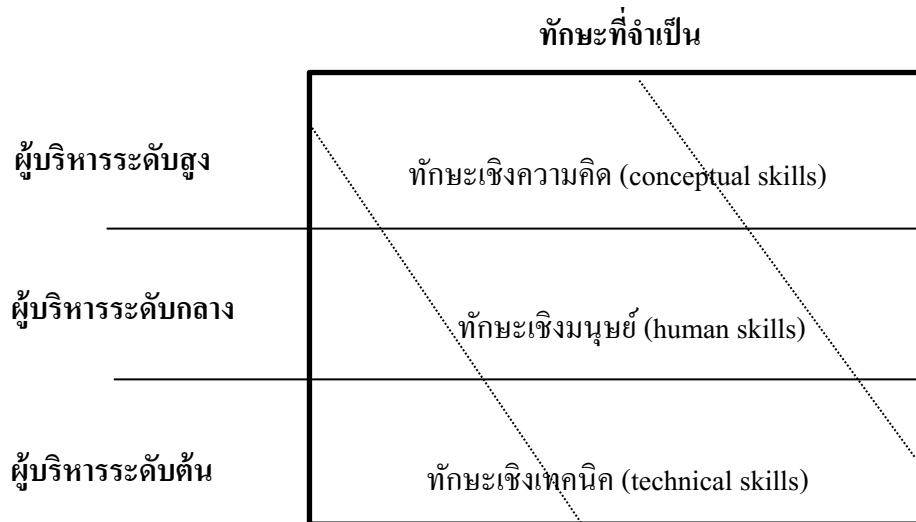 ทักษะที่จำเป็น
ผู้บริหารระดับสูง
ทักษะเชิงความคิด (conceptual skills)
ผู้บริหารระดับกลาง
ทักษะเชิงมนุษย์ (human skills)
ผู้บริหารระดับต้น
ทักษะเชิงเทคนิค (technical skills)